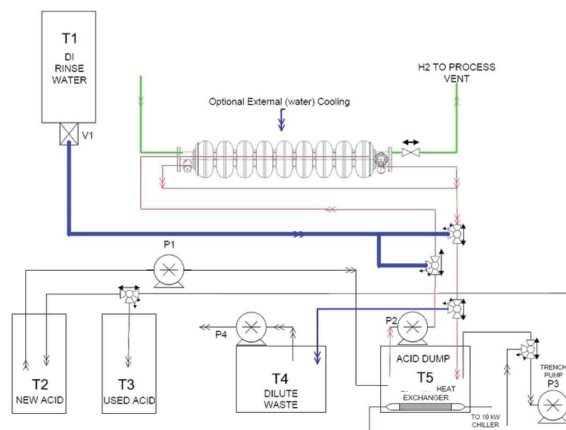 T1
DI
RINSE
WATER
V1
H2 TO PROCESS
VENT
Optional External (water) Cooling
P1
P2
P4
T2
NEW ACID
T3
USED ACID
T4
DILUTE
WASTE
ACID DUMP
T5
HEAT
EXCHANGER
TRENCH
PUMP
P3
TO 10 kW
CHILLER